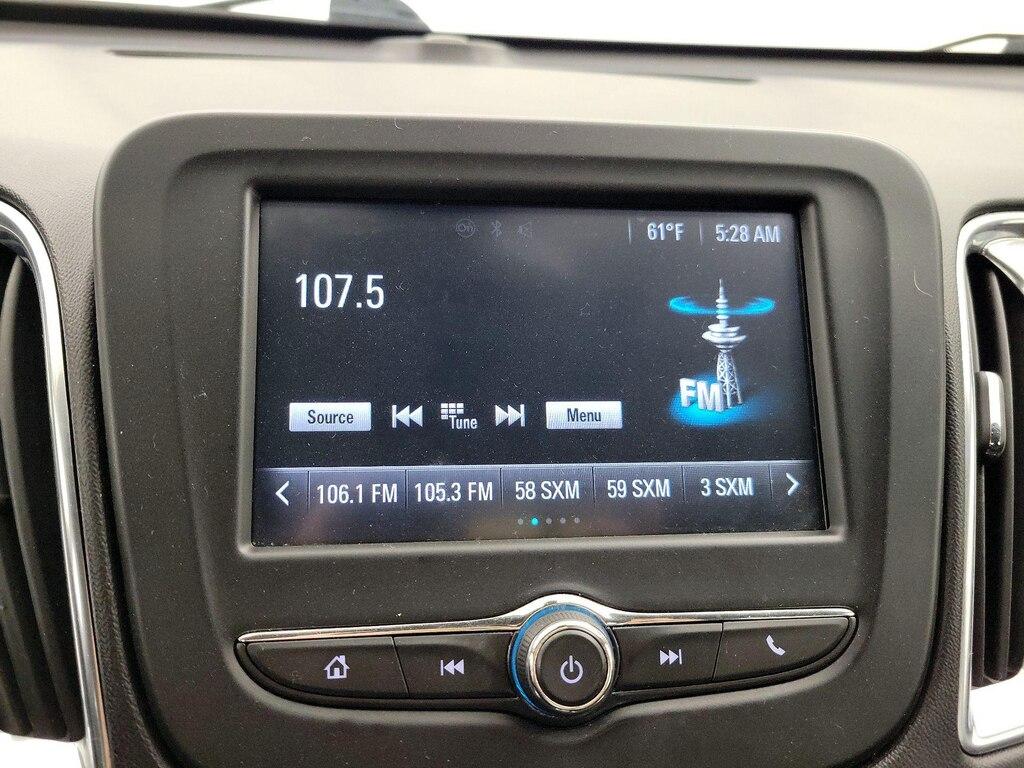 61°F 5:28 AM
107.5
FM
Source Tune Menu
106.1 FM 105.3 FM 58 SXM 59 SXM 3 SXM